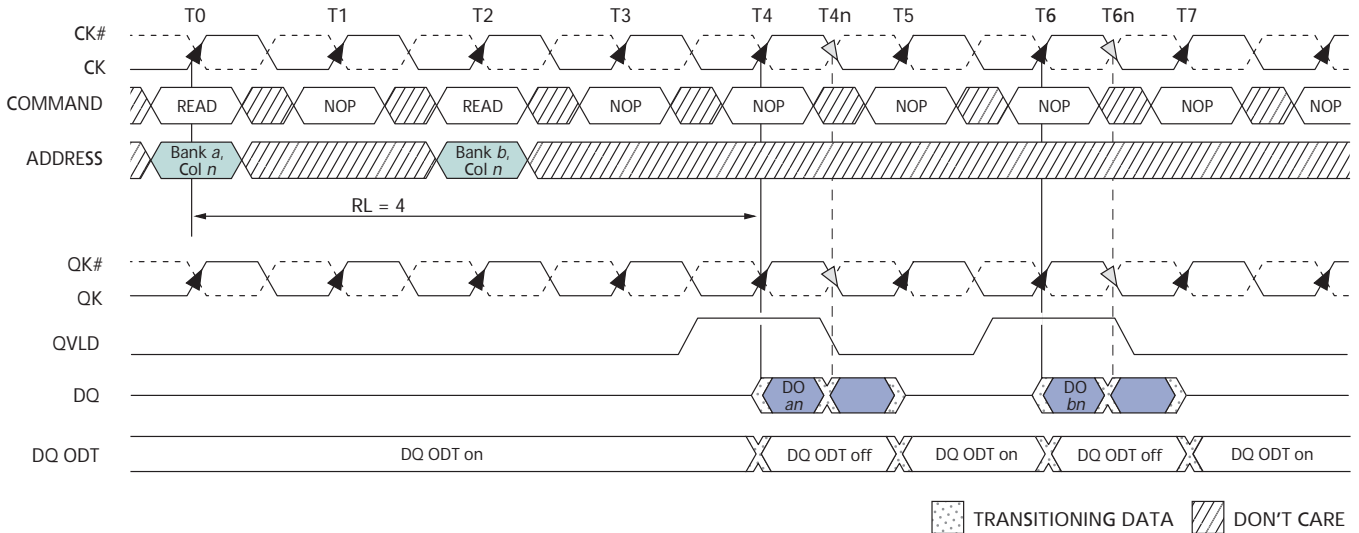 T0 T1 T2 T3 T4 T4n T5 T6 T6n T7
CK#
CK
COMMAND READ NOP READ NOP NOP NOP NOP NOP NOP
ADDRESS Bank a, Bank b,
Col n Col n
RL = 4
QK#
QK
QVLD
DQ DO DO
an bn
DQ ODT DQ ODT on DQ ODT off DQ ODT on DQ ODT off DQ ODT on
TRANSITIONING DATA DON'T CARE